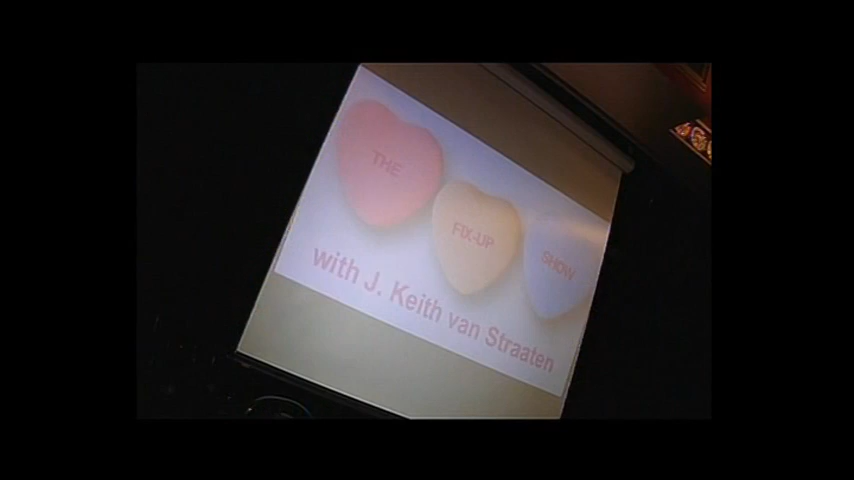 THE
FIX-UP
SHOW
with J. Keith van Straaten